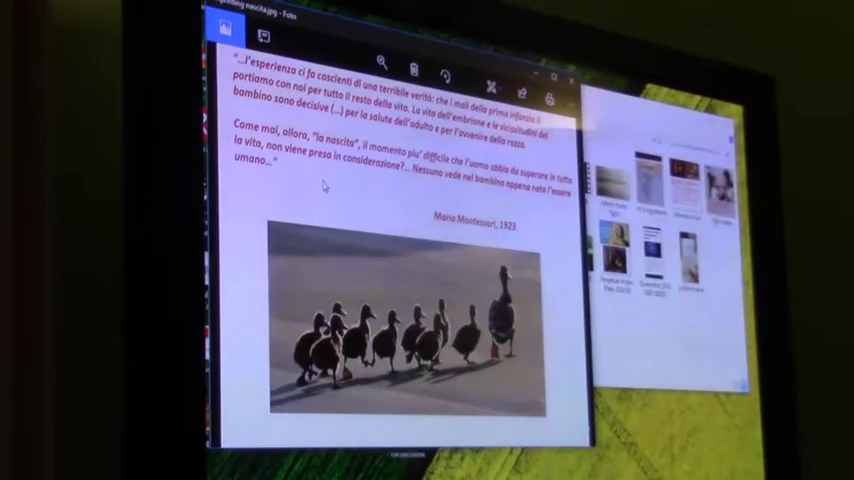 printing nascita.jpg - Foto
"...l'esperienza ci fa coscienti di una terribile verità: che i mali della prima infanzia li
portiamo con noi per tutto il resto della vita. La vita dell'embrione e le vicissitudini del
bambino sono decisive (...) per la salute dell'adulto e per l'avvenire della razza.
Come mai, allora, "la nascita", il momento piu' difficile che l'uomo abbia da superare in tutta
la vita, non viene presa in considerazione?... Nessuno vede nel bambino appena nato l'essere
umano..."
Maria Montessori, 1923